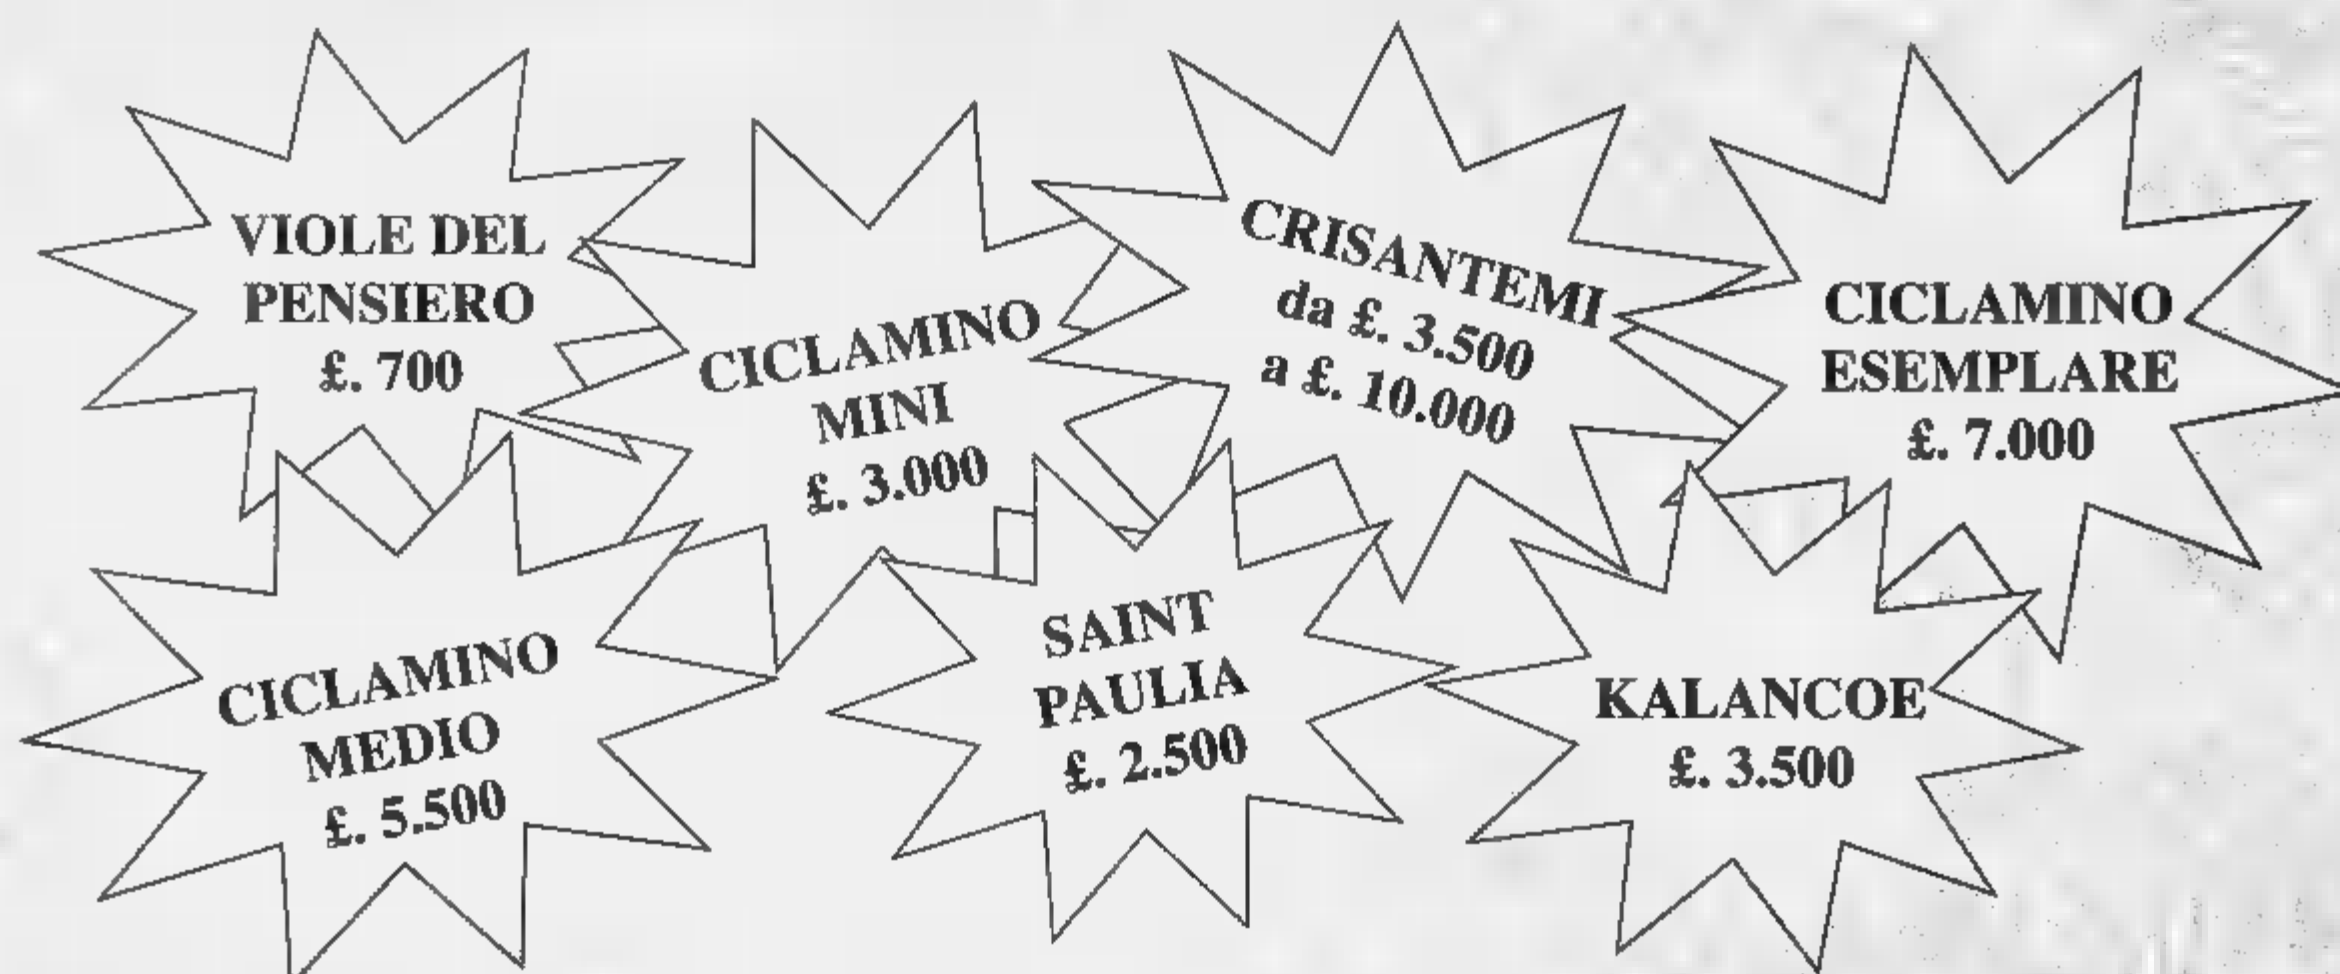 VIOLE DEL
PENSIERO
£. 700
CICLAMINO
MINI
£. 3.000
CRISANTEMI
da £. 3.500
a £. 10.000
CICLAMINO
ESEMPLARE
£. 7.000
CICLAMINO
MEDIO
£. 5.500
SAINT
PAULIA
£. 2.500
KALANCOE
£. 3.500